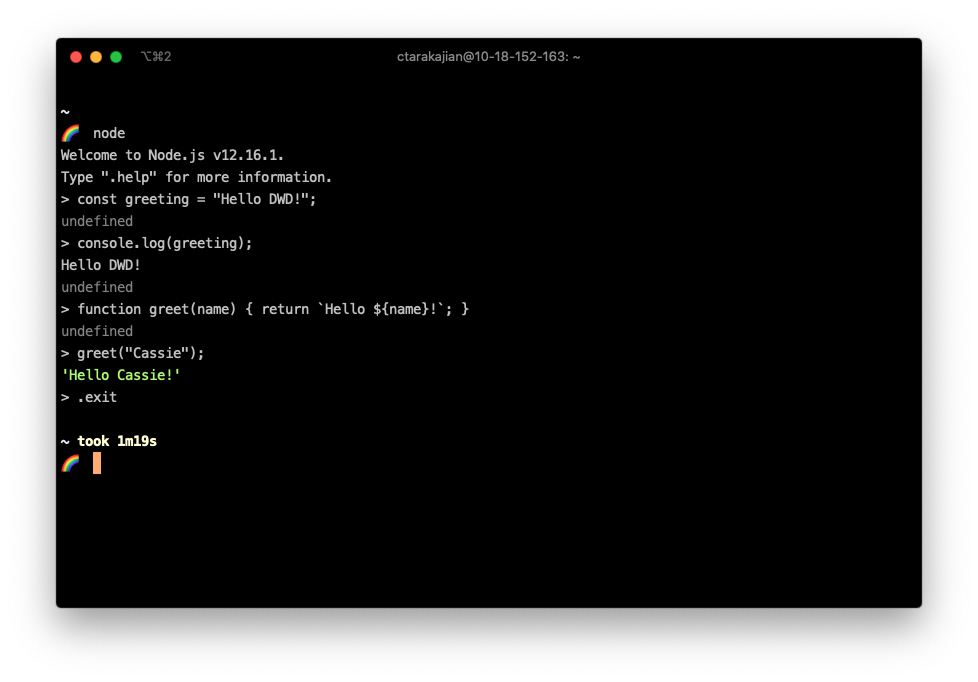 ⌥⌘2
ctarakajian@10-18-152-163: ~
~
🌈 node
Welcome to Node.js v12.16.1.
Type ".help" for more information.
> const greeting = "Hello DWD!";
undefined
> console.log(greeting);
Hello DWD!
undefined
> function greet(name) { return `Hello ${name}!`; }
undefined
> greet("Cassie");
'Hello Cassie!'
> .exit
~ took 1m19s
🌈